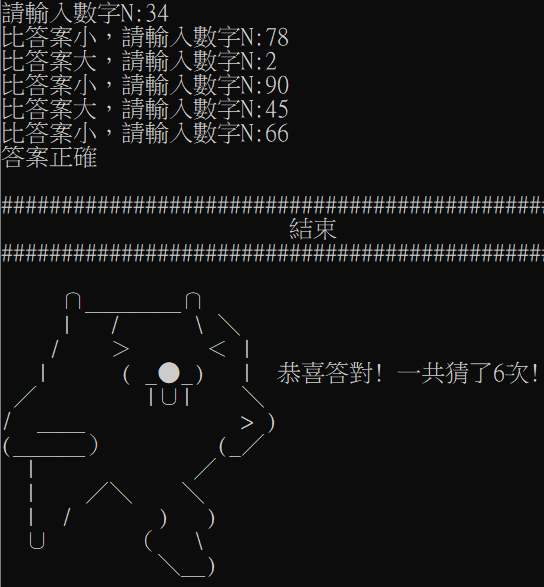 請輸入數字N:34
比答案小，請輸入數字N:78
比答案大，請輸入數字N:2
比答案小，請輸入數字N:90
比答案大，請輸入數字N:45
比答案小，請輸入數字N:66
答案正確
#############################################
結束
#############################################
恭喜答對! 一共猜了6次!